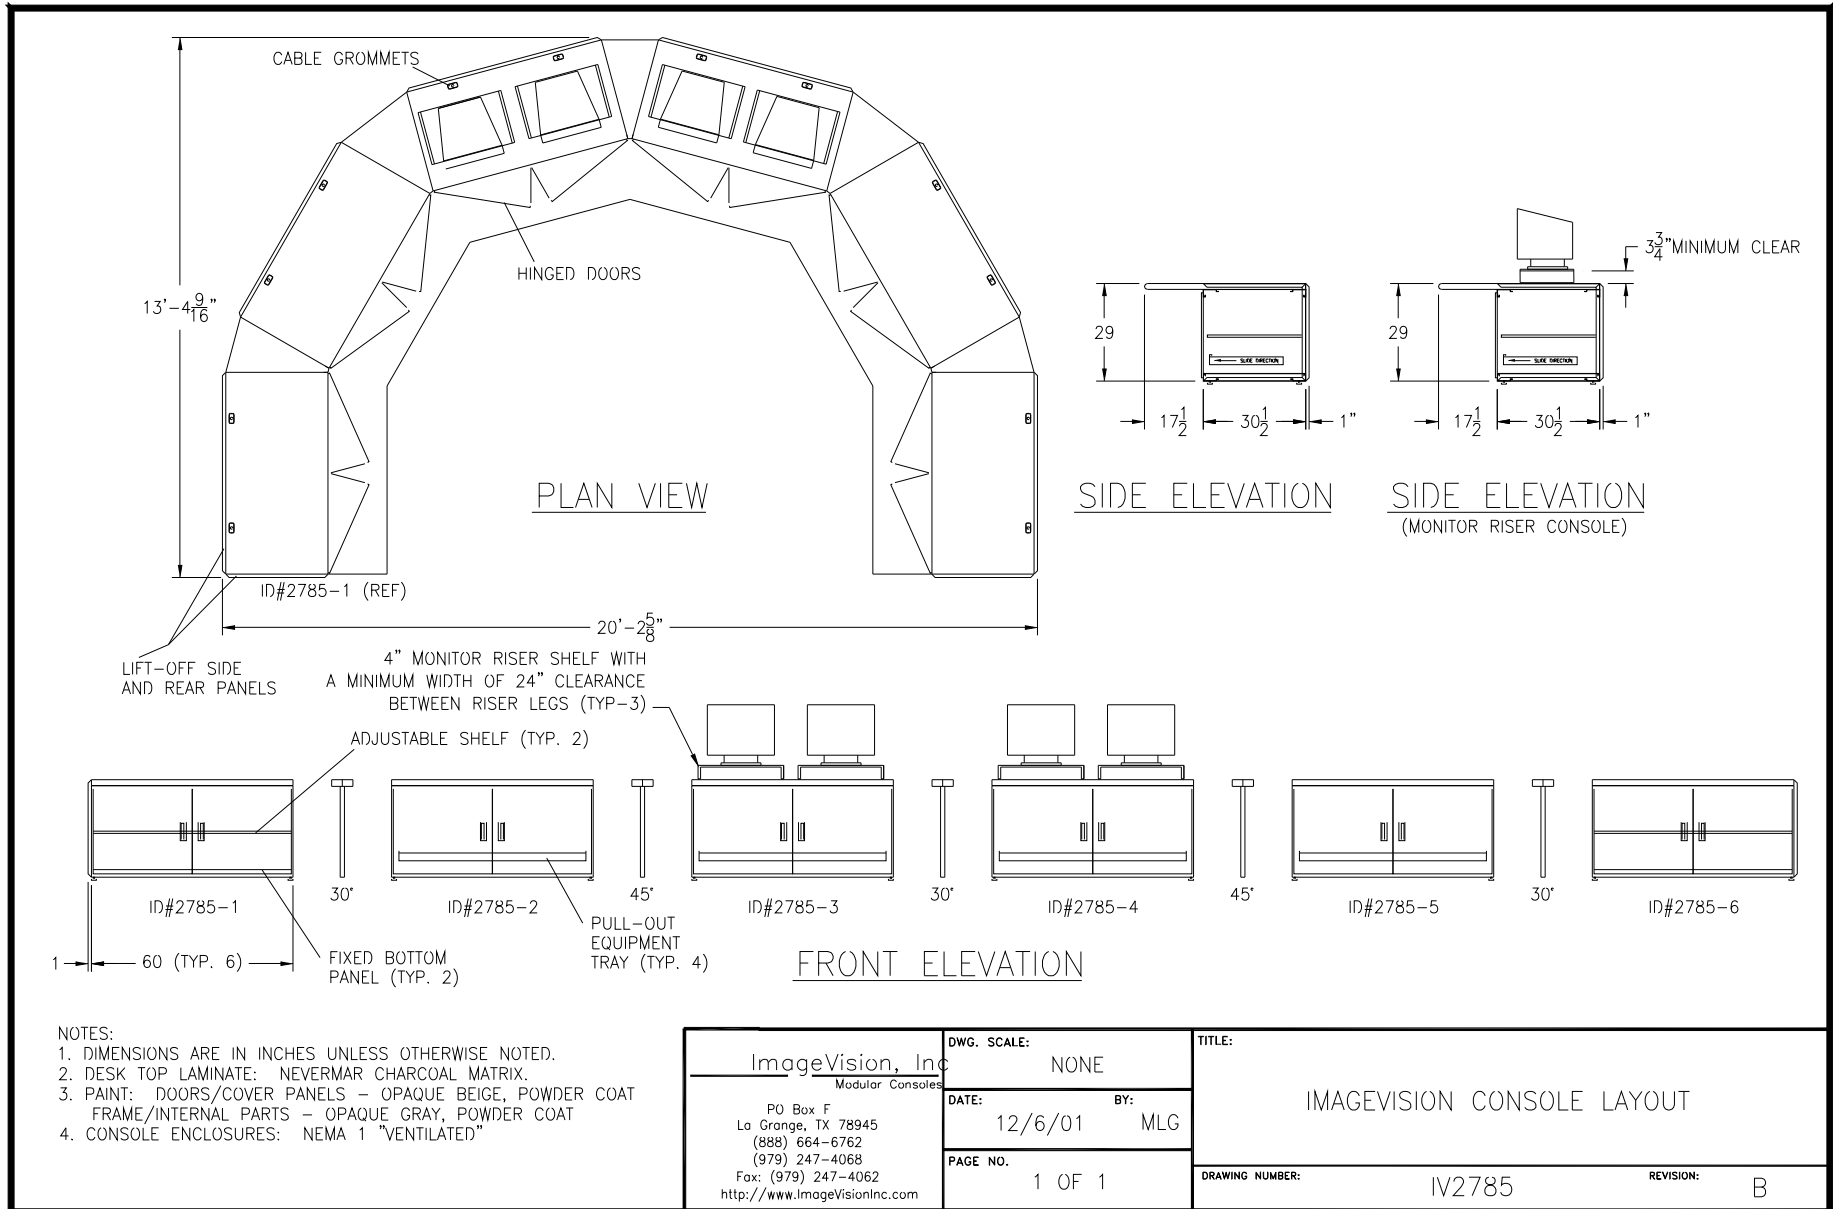 CABLE GROMMETS
13'-4 9/16"
HINGED DOORS
PLAN VIEW
ID#2785-1 (REF)
20'-2 5/8"
LIFT-OFF SIDE
AND REAR PANELS
3 3/4"MINIMUM CLEAR
29
SLIDE DIRECTION
17 1/2
30 1/2
1"
SIDE ELEVATION
29
SLIDE DIRECTION
17 1/2
30 1/2
1"
SIDE ELEVATION
(MONITOR RISER CONSOLE)
4" MONITOR RISER SHELF WITH
A MINIMUM WIDTH OF 24" CLEARANCE
BETWEEN RISER LEGS (TYP-3)
ADJUSTABLE SHELF (TYP. 2)
ID#2785-1
30°
ID#2785-2
45°
ID#2785-3
30°
ID#2785-4
45°
ID#2785-5
30°
ID#2785-6
1
60 (TYP. 6)
FIXED BOTTOM
PANEL (TYP. 2)
PULL-OUT
EQUIPMENT
TRAY (TYP. 4)
FRONT ELEVATION
NOTES:
1. DIMENSIONS ARE IN INCHES UNLESS OTHERWISE NOTED.
2. DESK TOP LAMINATE: NEVERMAR CHARCOAL MATRIX.
3. PAINT: DOORS/COVER PANELS - OPAQUE BEIGE, POWDER COAT
FRAME/INTERNAL PARTS - OPAQUE GRAY, POWDER COAT
4. CONSOLE ENCLOSURES: NEMA 1 "VENTILATED"
ImageVision, Inc
Modular Consoles
PO Box F
La Grange, TX 78945
(888) 664-6762
(979) 247-4068
Fax: (979) 247-4062
http://www.ImageVisionInc.com
DWG. SCALE:
NONE
DATE:
12/6/01
BY:
MLG
PAGE NO.
1 OF 1
TITLE:
IMAGEVISION CONSOLE LAYOUT
DRAWING NUMBER:
IV2785
REVISION:
B